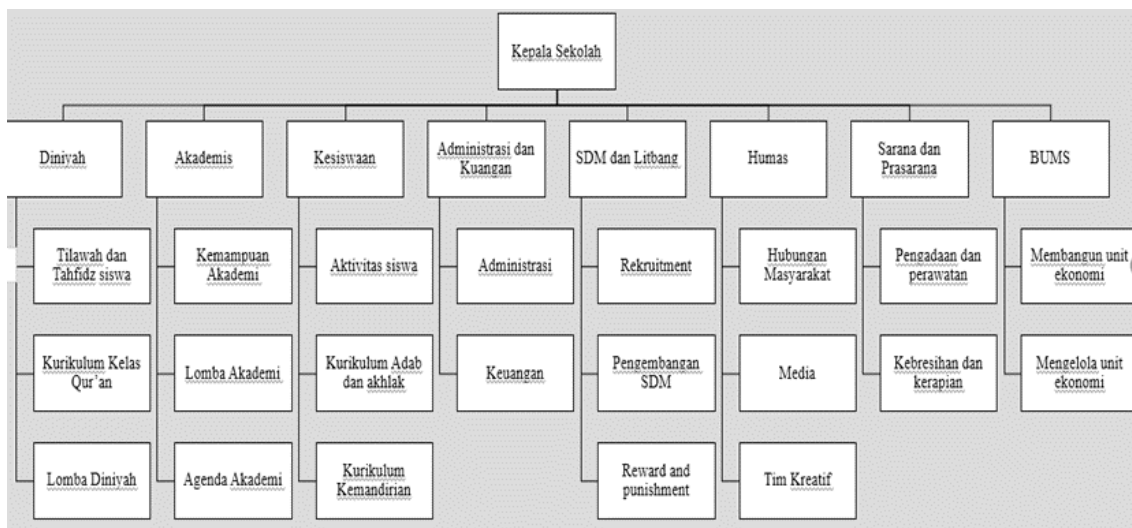 Kepala Sekolah
Diniyah
Akademis
Kesiswaan
Administrasi dan
Kuangan
SDM dan Litbang
Humas
Sarana dan
Prasarana
BUMS
Tilawah dan
Tahfidz siswa
Kemampuan
Akademi
Aktivitas siswa
Administrasi
Rekruitment
Hubungan
Masyarakat
Pengadaan dan
perawatan
Membangun unit
ekonomi
Kurikulum Kelas
Qur’an
Lomba Akademi
Kurikulum Adab
dan akhlak
Keuangan
Pengembangan
SDM
Media
Kebresihan dan
kerapian
Mengelola unit
ekonomi
Lomba Diniyah
Agenda Akademi
Kurikulum
Kemandirian
Reward and
punishment
Tim Kreatif